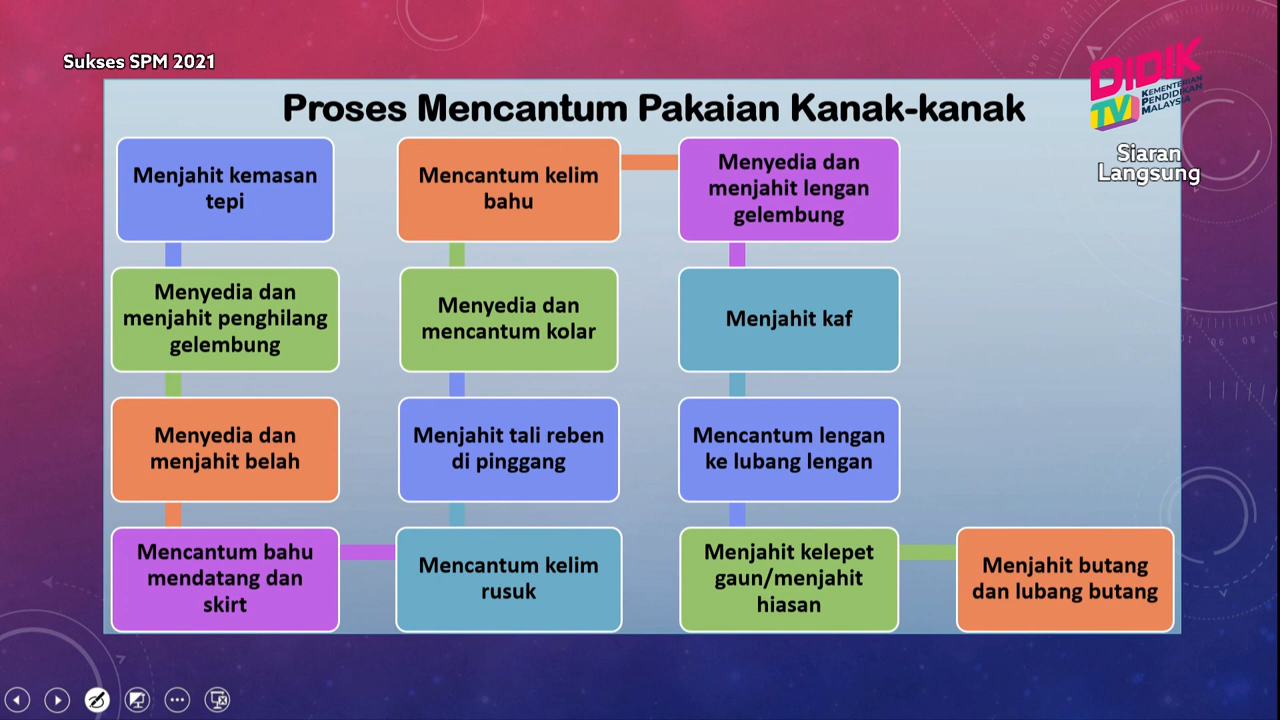 Sukses SPM 2021
DIDIK
TV
KEMENTERIAN
PENDIDIKAN
MALAYSIA
Siaran
Langsung
Proses Mencantum Pakaian Kanak-kanak
Menjahit kemasan
tepi
Menyedia dan
menjahit penghilang
gelembung
Menyedia dan
menjahit belah
Mencantum bahu
mendatang dan
skirt
Mencantum kelim
rusuk
Menjahit tali reben
di pinggang
Menyedia dan
mencantum kolar
Mencantum kelim
bahu
Menyedia dan
menjahit lengan
gelembung
Menjahit kaf
Mencantum lengan
ke lubang lengan
Menjahit kelepet
gaun/menjahit
hiasan
Menjahit butang
dan lubang butang